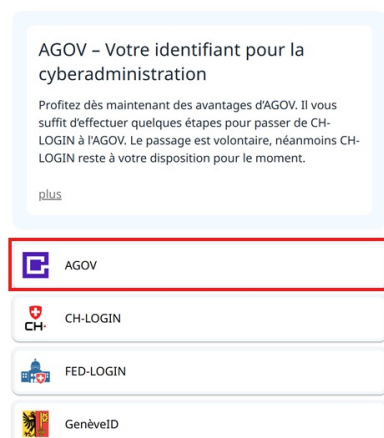 AGOV – Votre identifiant pour la
cyberadministration
Profitez dès maintenant des avantages d'AGOV. Il vous
suffit d'effectuer quelques étapes pour passer de CH-
LOGIN à l'AGOV. Le passage est volontaire, néanmoins CH-
LOGIN reste à votre disposition pour le moment.
plus
AGOV
CH·
CH-LOGIN
FED-LOGIN
GenèveID